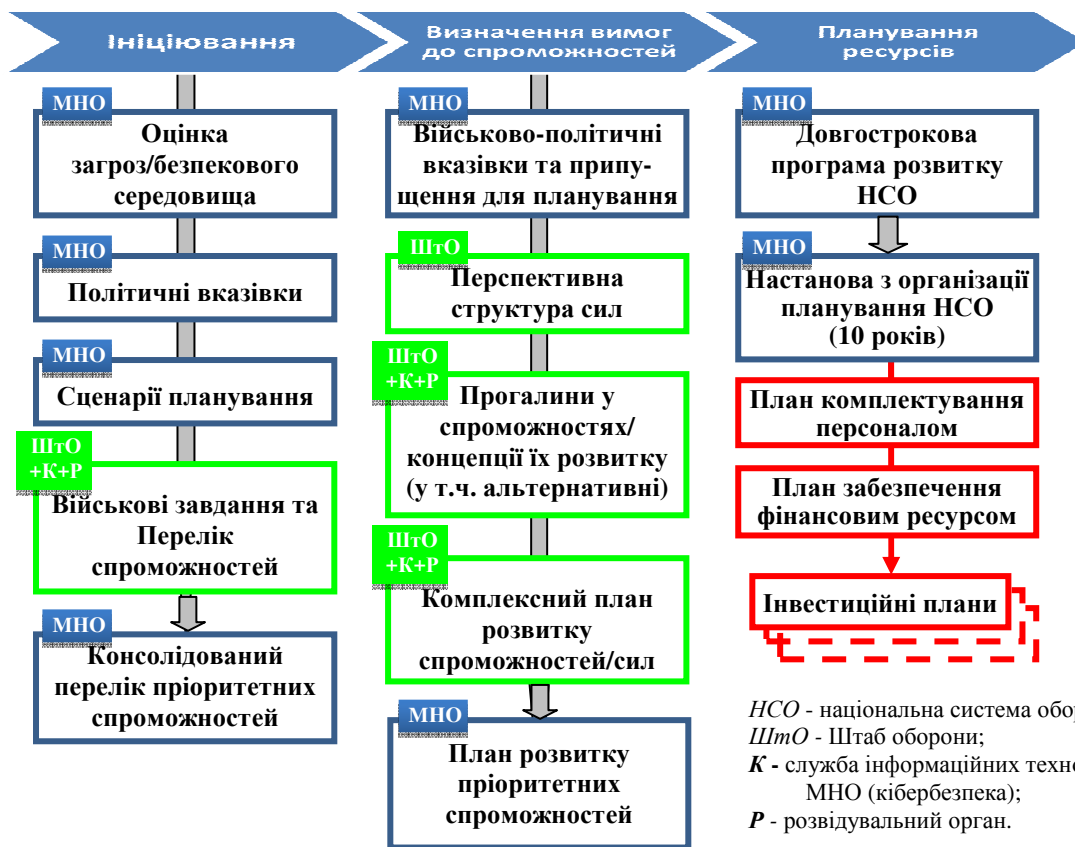 Ініціювання
МНО
Оцінка
загроз/безпекового
середовища
МНО
Політичні вказівки
МНО
Сценарії планування
ШтО
+К+Р
Військові завдання та
Перелік
спроможностей
МНО
Консолідований
перелік пріоритетних
спроможностей
Визначення вимог
до спроможностей
МНО
Військово-політичні
вказівки та припу-
щення для планування
ШтО
Перспективна
структура сил
ШтО
+К+Р
Прогалини у
спроможностях/
концепції їх розвитку
(у т.ч. альтернативні)
ШтО
+К+Р
Комплексний план
розвитку
спроможностей/сил
МНО
План розвитку
пріоритетних
спроможностей
Планування
ресурсів
МНО
Довгострокова
програма розвитку
НСО
МНО
Настанова з організації
планування НСО
(10 років)
План комплектування
персоналом
План забезпечення
фінансовим ресурсом
Інвестиційні плани
НСО - національна система обор
ШтО - Штаб оборони;
К - служба інформаційних техно
МНО (кібербезпека);
Р - розвідувальний орган.